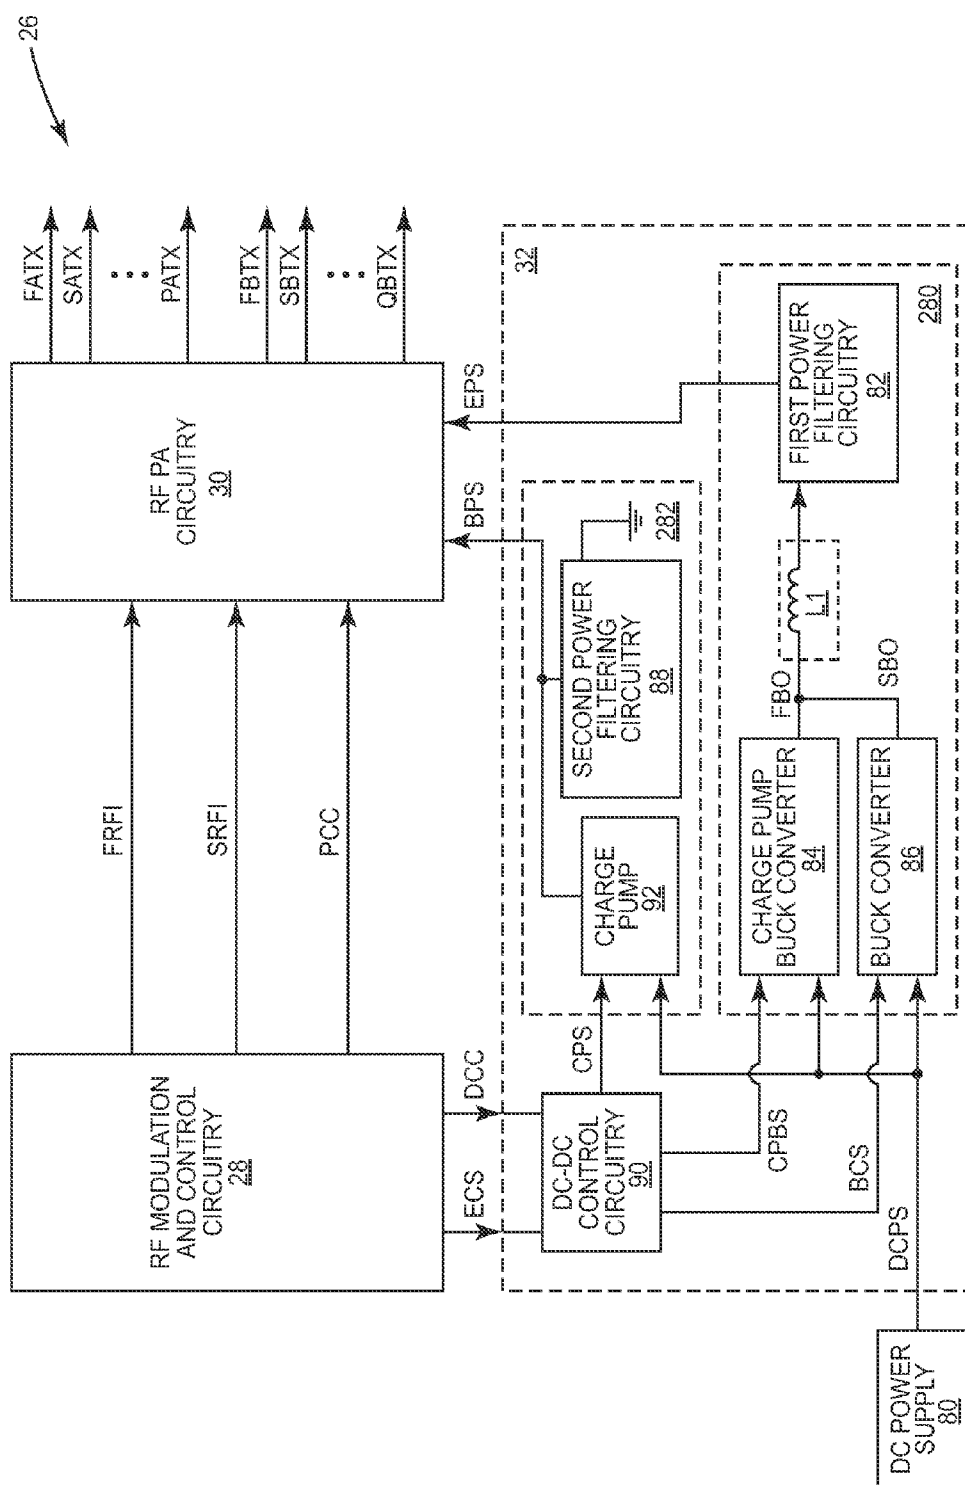 26
FATX
SATX
PATX
FBTX
SBTX
QBTX
RF PA
CIRCUITRY
30
FRFI
SRFI
PCC
RF MODULATION
AND CONTROL
CIRCUITRY
28
EPS
BPS
DCC
ECS
32
282
SECOND POWER
FILTERING
CIRCUITRY
88
CHARGE
PUMP
92
CPS
DC-DC
CONTROL
CIRCUITRY
90
280
FIRST POWER
FILTERING
CIRCUITRY
82
L1
FBO
SBO
CHARGE PUMP
BUCK CONVERTER
84
BUCK CONVERTER
86
CPBS
BCS
DCPS
DC POWER
SUPPLY
80